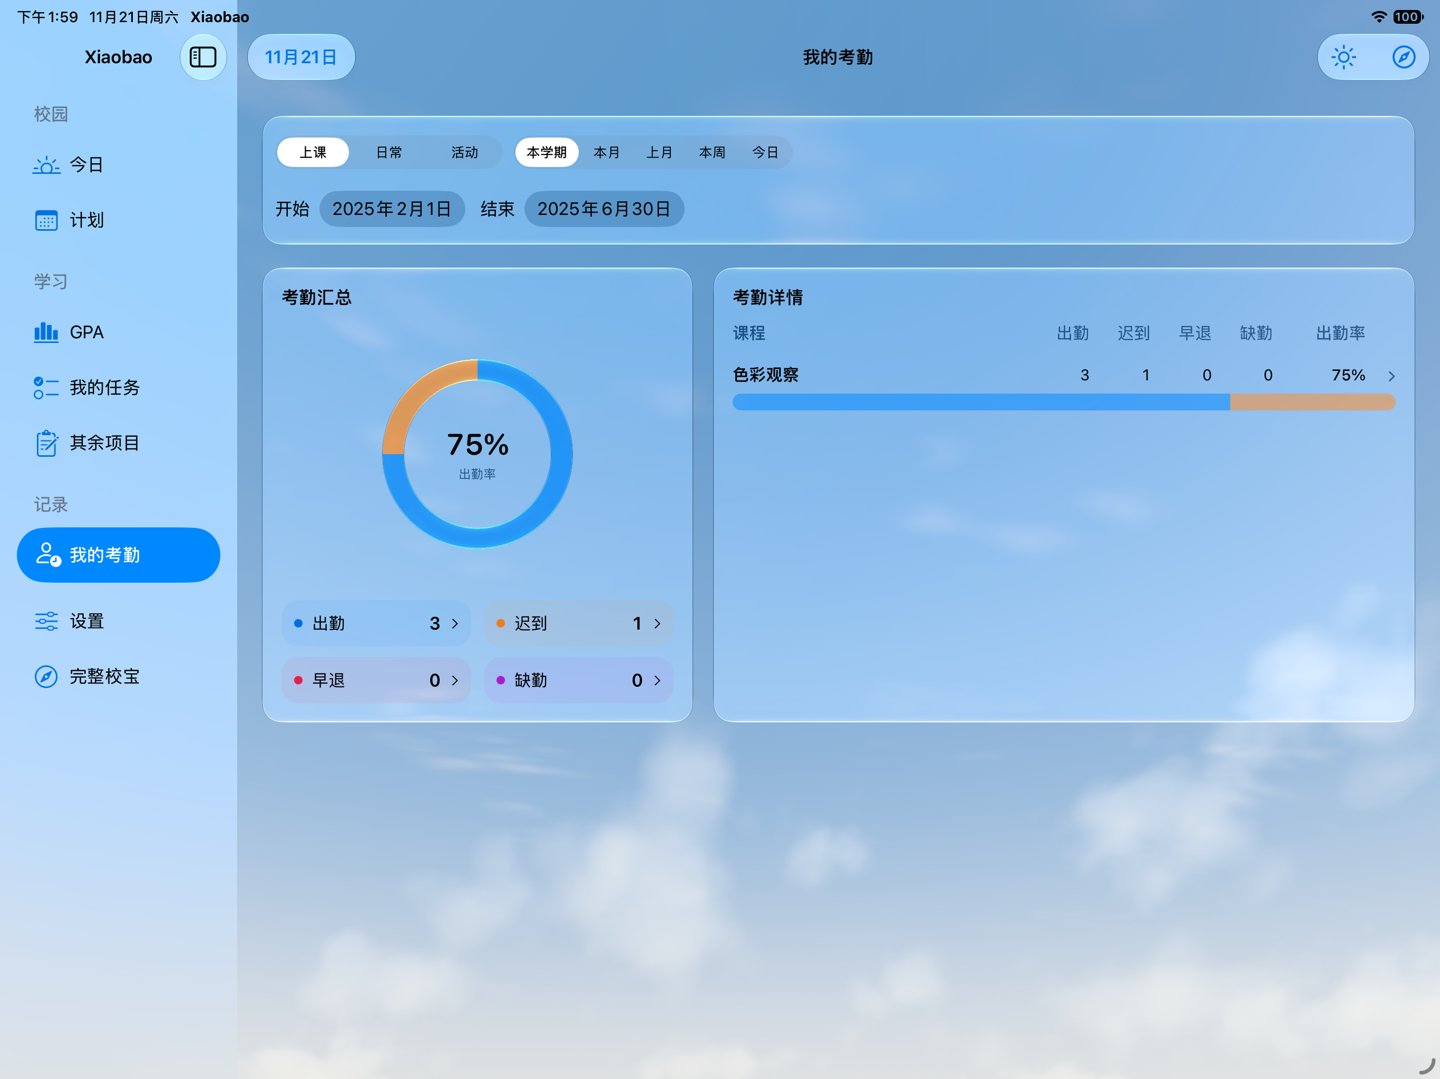 下午1:59 11月21日周六 Xiaobao
100
Xiaobao
11月21日
我的考勤
校园
今日
计划
学习
GPA
我的任务
其余项目
记录
我的考勤
设置
完整校宝
上课 日常 活动 本学期 本月 上月 本周 今日
开始 2025年2月1日 结束 2025年6月30日
考勤汇总
75%
出勤率
出勤 3
迟到 1
早退 0
缺勤 0
考勤详情
课程 出勤 迟到 早退 缺勤 出勤率
色彩观察 3 1 0 0 75%